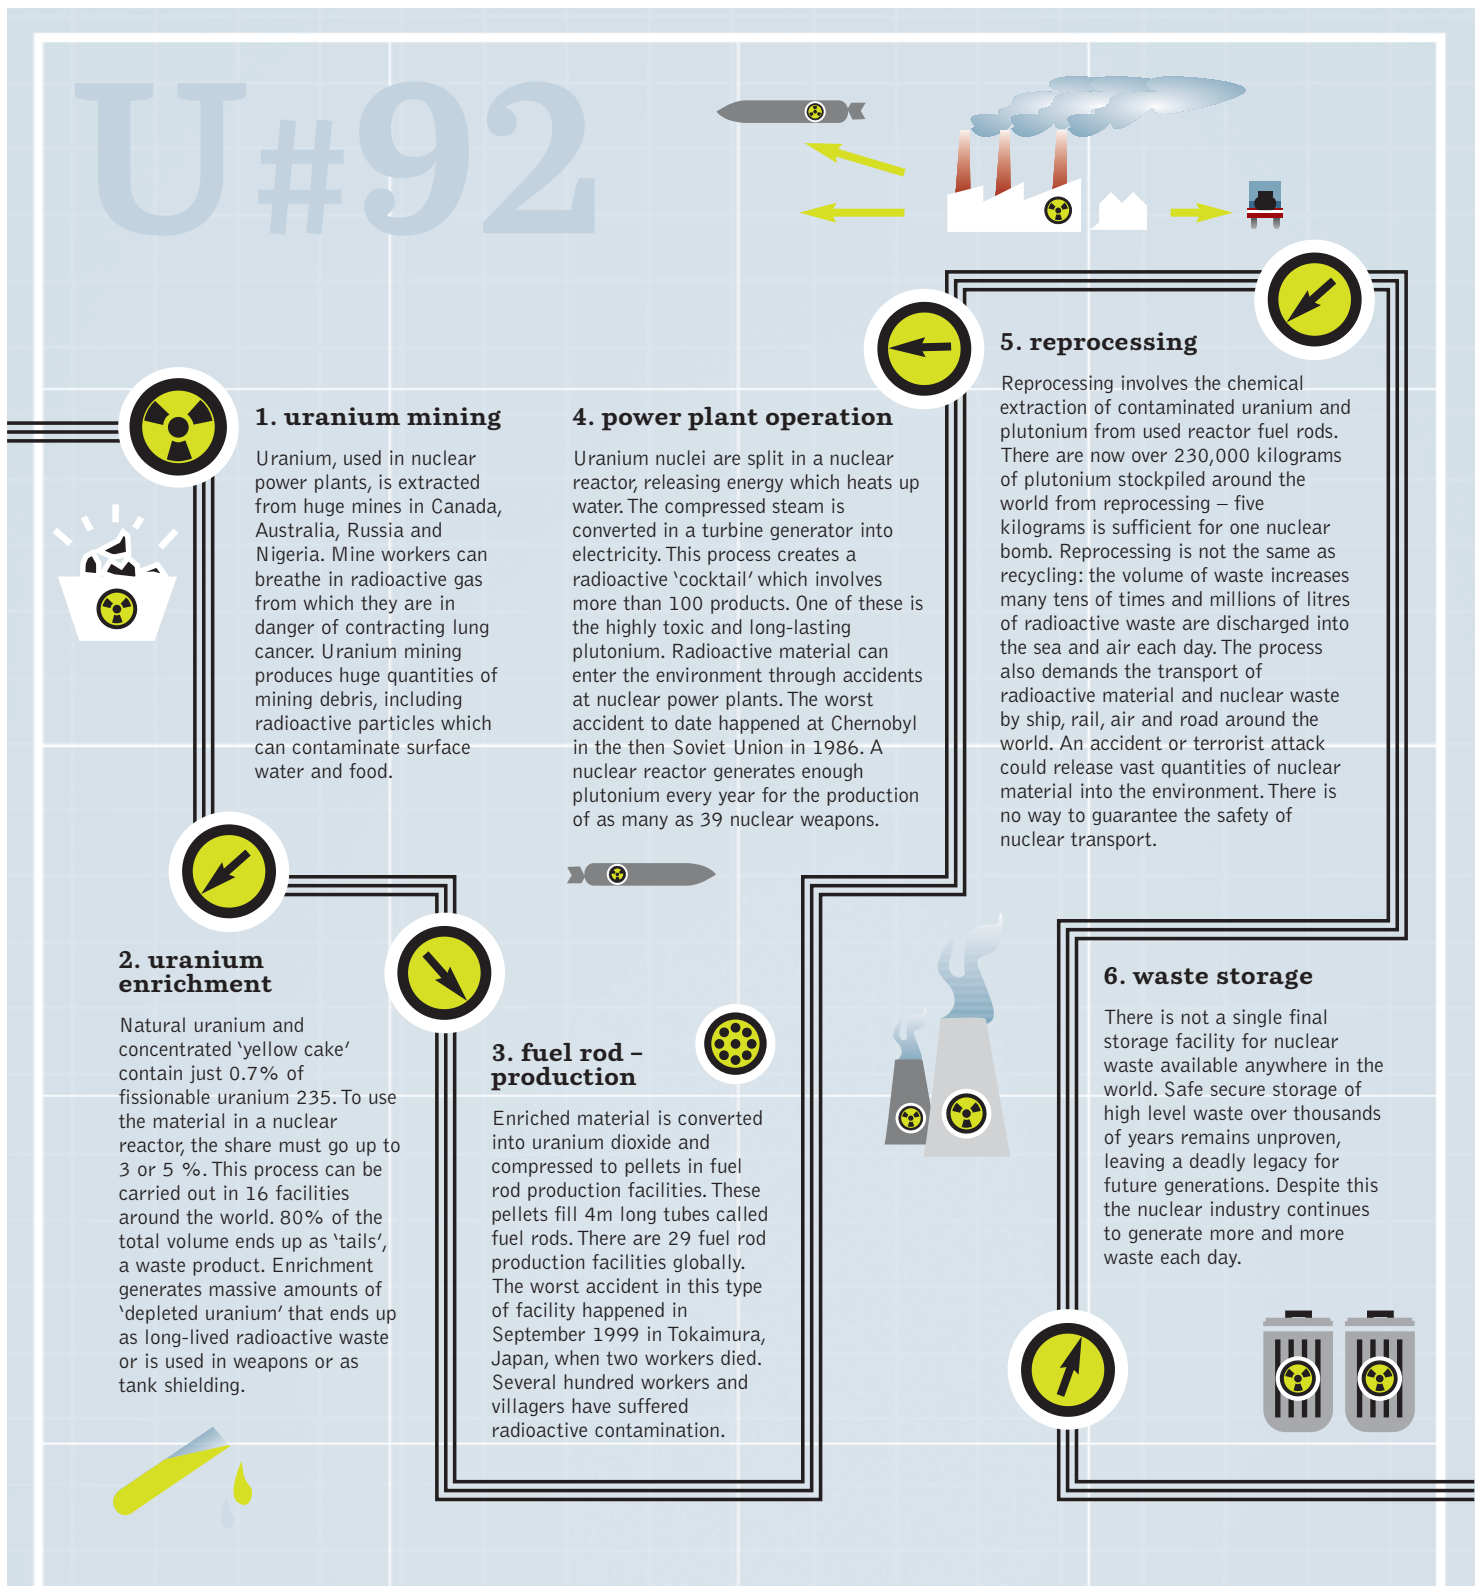 U#92
1. uranium mining
Uranium, used in nuclear
power plants, is extracted
from huge mines in Canada,
Australia, Russia and
Nigeria. Mine workers can
breathe in radioactive gas
from which they are in
danger of contracting lung
cancer. Uranium mining
produces huge quantities of
mining debris, including
radioactive particles which
can contaminate surface
water and food.
2. uranium
enrichment
Natural uranium and
concentrated ‘yellow cake’
contain just 0.7% of
fissionable uranium 235. To use
the material in a nuclear
reactor, the share must go up to
3 or 5 %. This process can be
carried out in 16 facilities
around the world. 80% of the
total volume ends up as ‘tails’,
a waste product. Enrichment
generates massive amounts of
‘depleted uranium’ that ends up
as long-lived radioactive waste
or is used in weapons or as
tank shielding.
3. fuel rod –
production
Enriched material is converted
into uranium dioxide and
compressed to pellets in fuel
rod production facilities. These
pellets fill 4m long tubes called
fuel rods. There are 29 fuel rod
production facilities globally.
The worst accident in this type
of facility happened in
September 1999 in Tokaimura,
Japan, when two workers died.
Several hundred workers and
villagers have suffered
radioactive contamination.
4. power plant operation
Uranium nuclei are split in a nuclear
reactor, releasing energy which heats up
water. The compressed steam is
converted in a turbine generator into
electricity. This process creates a
radioactive ‘cocktail’ which involves
more than 100 products. One of these is
the highly toxic and long-lasting
plutonium. Radioactive material can
enter the environment through accidents
at nuclear power plants. The worst
accident to date happened at Chernobyl
in the then Soviet Union in 1986. A
nuclear reactor generates enough
plutonium every year for the production
of as many as 39 nuclear weapons.
5. reprocessing
Reprocessing involves the chemical
extraction of contaminated uranium and
plutonium from used reactor fuel rods.
There are now over 230,000 kilograms
of plutonium stockpiled around the
world from reprocessing – five
kilograms is sufficient for one nuclear
bomb. Reprocessing is not the same as
recycling: the volume of waste increases
many tens of times and millions of litres
of radioactive waste are discharged into
the sea and air each day. The process
also demands the transport of
radioactive material and nuclear waste
by ship, rail, air and road around the
world. An accident or terrorist attack
could release vast quantities of nuclear
material into the environment. There is
no way to guarantee the safety of
nuclear transport.
6. waste storage
There is not a single final
storage facility for nuclear
waste available anywhere in the
world. Safe secure storage of
high level waste over thousands
of years remains unproven,
leaving a deadly legacy for
future generations. Despite this
the nuclear industry continues
to generate more and more
waste each day.